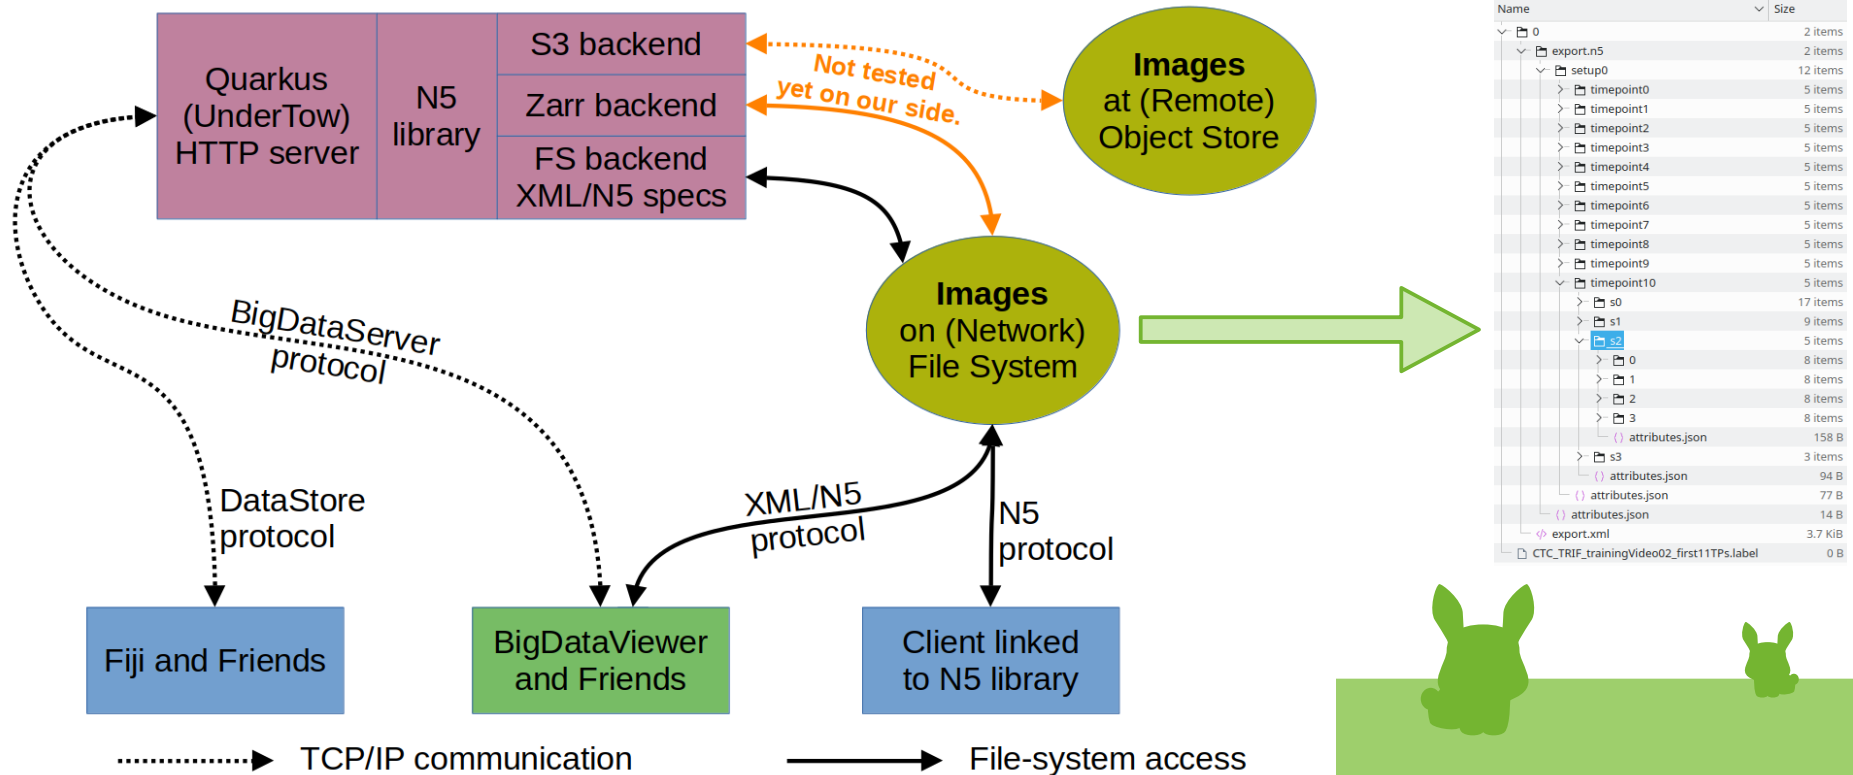 Quarkus
(UnderTow)
HTTP server
N5
library
S3 backend
Zarr backend
FS backend
XML/N5 specs
Not tested
yet on our side.
Images
at (Remote)
Object Store
Images
on (Network)
File System
BigDataServer
protocol
DataStore
protocol
XML/N5
protocol
N5
protocol
Fiji and Friends
BigDataViewer
and Friends
Client linked
to N5 library
TCP/IP communication
File-system access
Name Size
0 2 items
export.n5 2 items
setup0 12 items
timepoint0 5 items
timepoint1 5 items
timepoint2 5 items
timepoint3 5 items
timepoint4 5 items
timepoint5 5 items
timepoint6 5 items
timepoint7 5 items
timepoint8 5 items
timepoint9 5 items
timepoint10 5 items
s0 17 items
s1 9 items
s2 5 items
0 8 items
1 8 items
2 8 items
3 8 items
attributes.json 158 B
s3 3 items
attributes.json 94 B
attributes.json 77 B
attributes.json 14 B
export.xml 3.7 KiB
CTC_TRIF_trainingVideo02_first11TPs.label 0 B